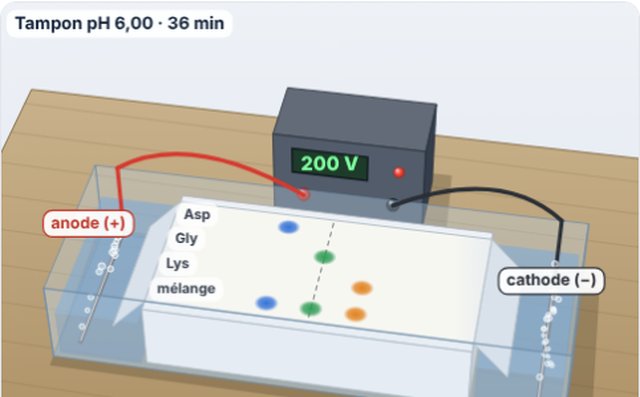 Tampon pH 6,00 · 36 min
200 V
anode (+)
Asp
Gly
Lys
mélange
cathode (−)